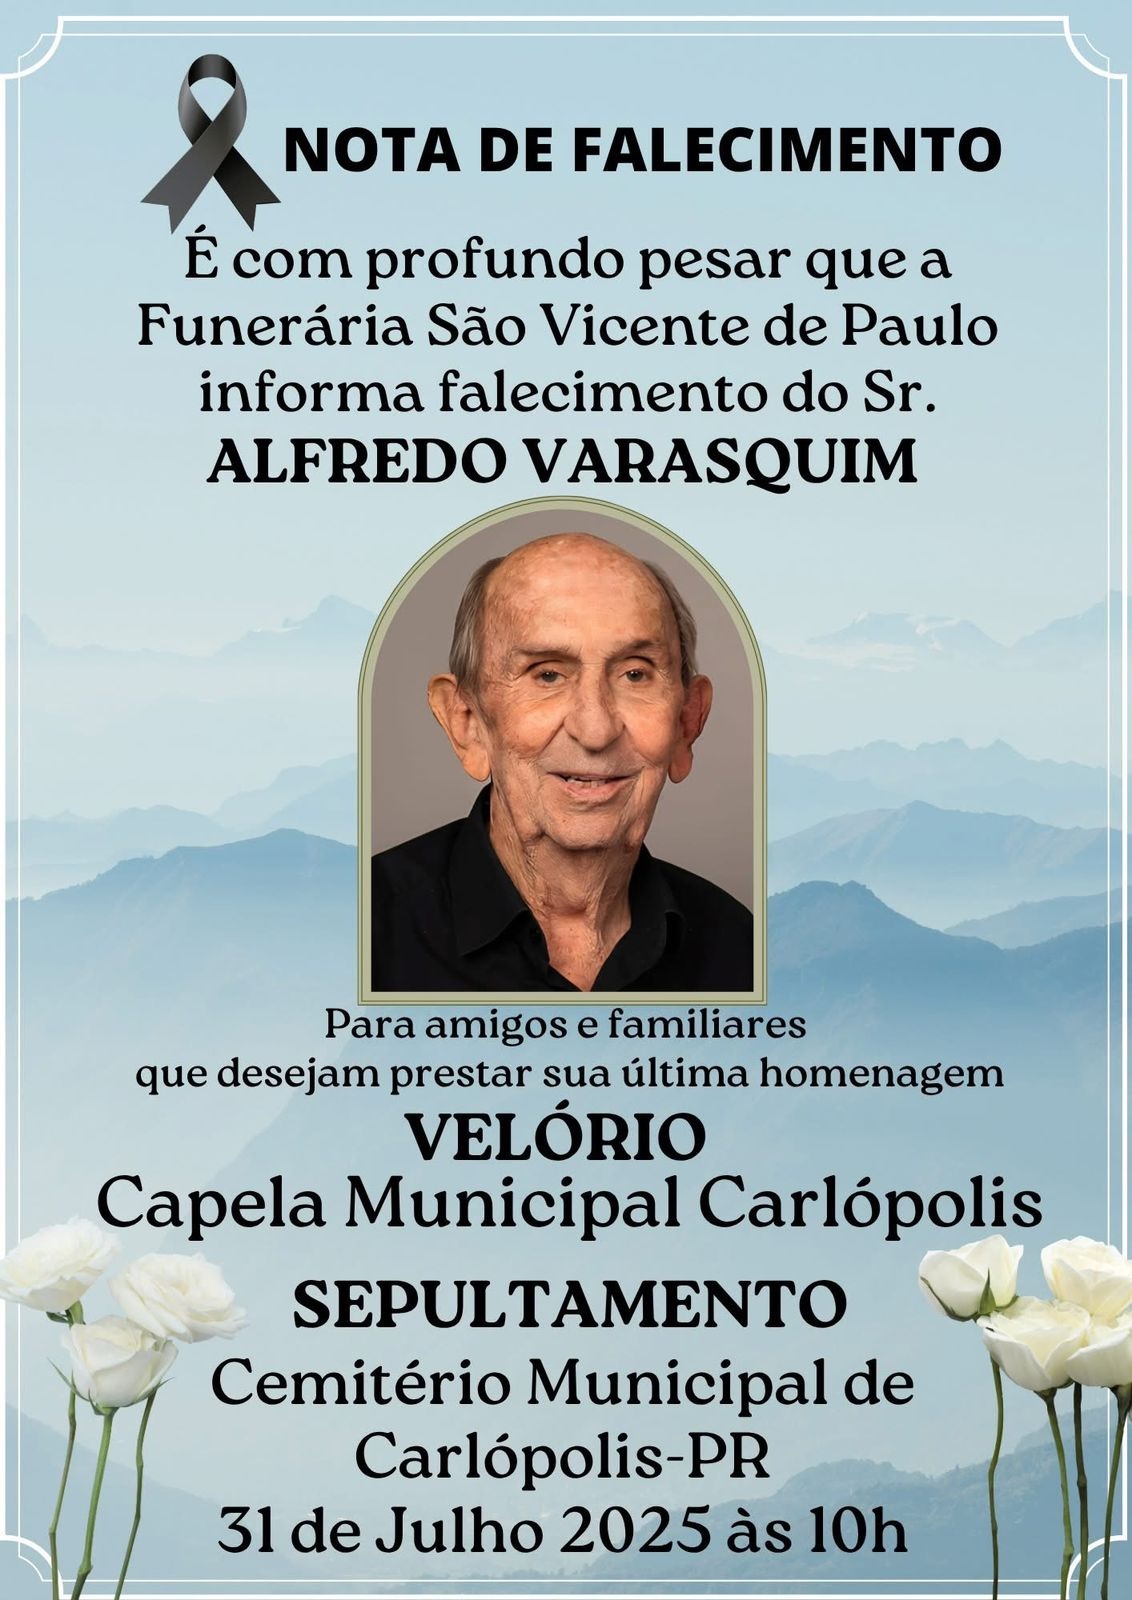 NOTA DE FALECIMENTO
É com profundo pesar que a
Funerária São Vicente de Paulo
informa falecimento do Sr.
ALFREDO VARASQUIM
Para amigos e familiares
que desejam prestar sua última homenagem
VELÓRIO
Capela Municipal Carlópolis
SEPULTAMENTO
Cemitério Municipal de
Carlópolis-PR
31 de Julho 2025 às 10h